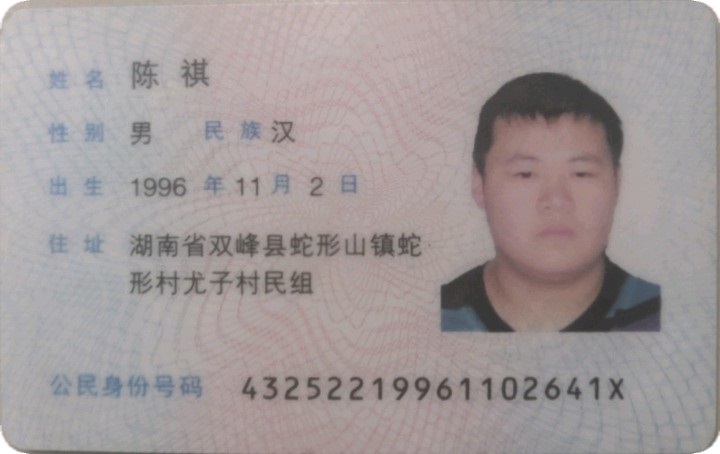 姓名 陈祺
性别 男 民族 汉
出生 1996 年 11 月 2 日
住址 湖南省双峰县蛇形山镇蛇
形村尤子村民组
公民身份号码 43252219961102641X